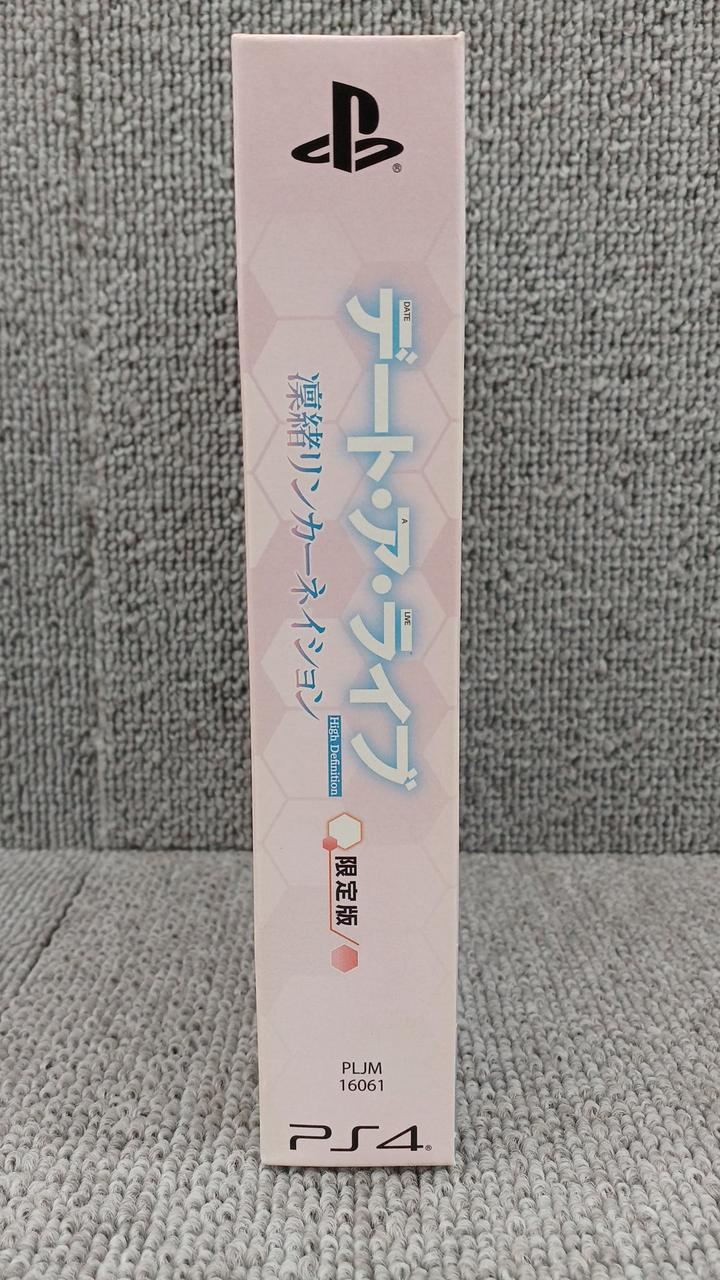 ®
DATE A LIVE
デート・ア・ライブ
凜緒リンカーネイション
High Definition
限定版
PLJM
16061
PS4®